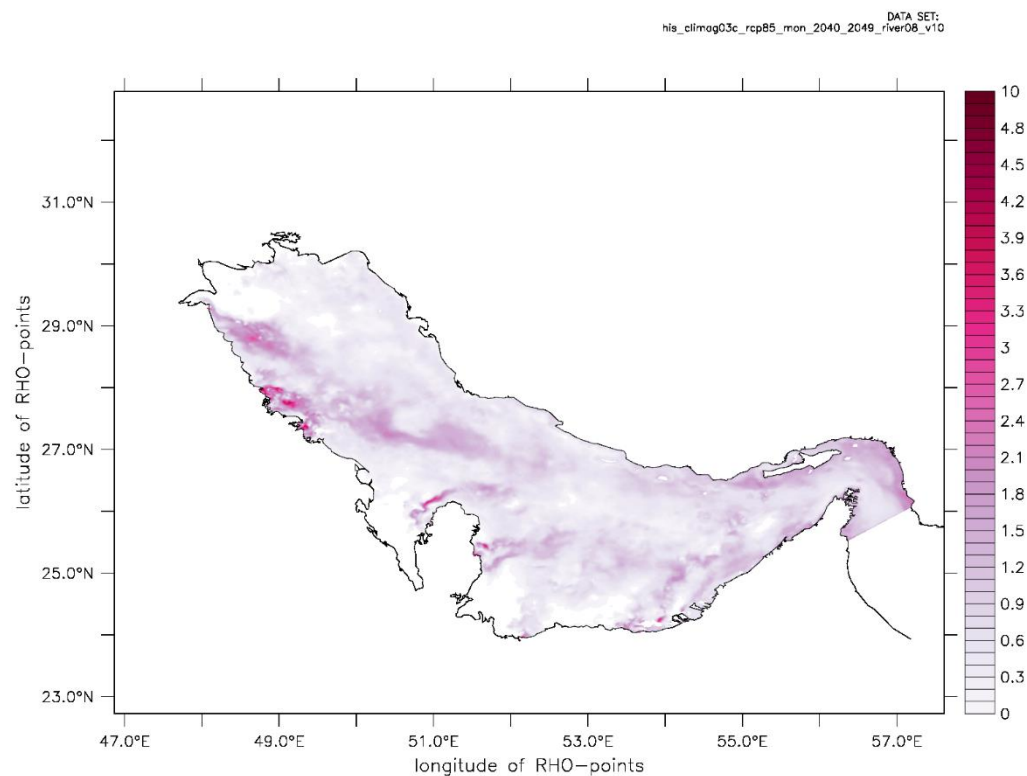 DATA SET:
his_climag03c_rcp85_mon_2040_2049_river08_v10
10
4.8
4.5
4.2
3.9
3.6
3.3
3
2.7
2.4
2.1
1.8
1.5
1.2
0.9
0.6
0.3
0
latitude of RHO-points
31.0°N
29.0°N
27.0°N
25.0°N
23.0°N
47.0°E 49.0°E 51.0°E 53.0°E 55.0°E 57.0°E
longitude of RHO-points